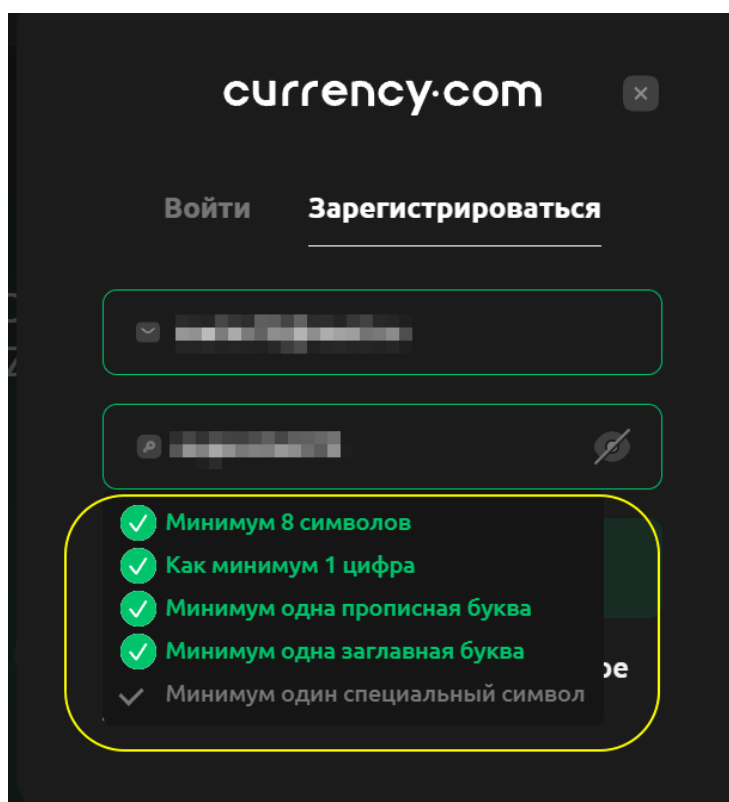 currency.com
Войти Зарегистрироваться
Минимум 8 символов
Как минимум 1 цифра
Минимум одна прописная буква
Минимум одна заглавная буква
Минимум один специальный символ